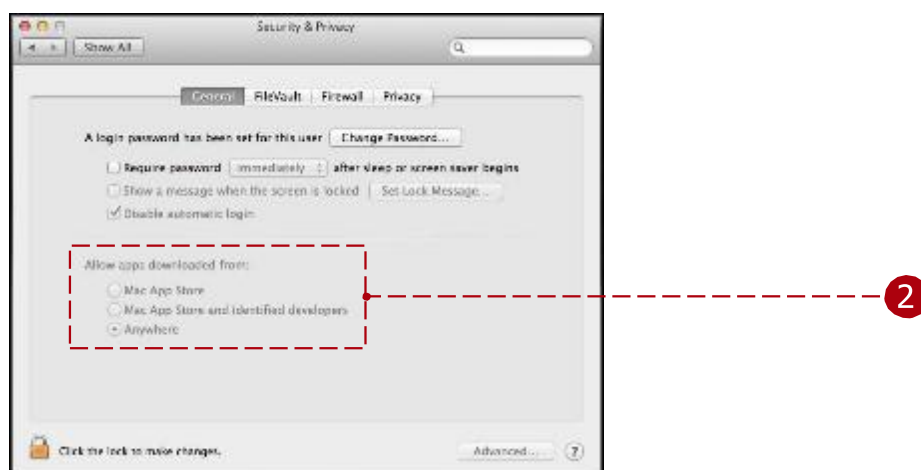 Security & Privacy
Show All
General FileVault Firewall Privacy
A login password has been set for this user Change Password...
Require password immediately after sleep or screen saver begins
Show a message when the screen is locked Set Lock Message...
Disable automatic login
Allow apps downloaded from:
Mac App Store
Mac App Store and identified developers
Anywhere
2
Click the lock to make changes.
Advanced... ?